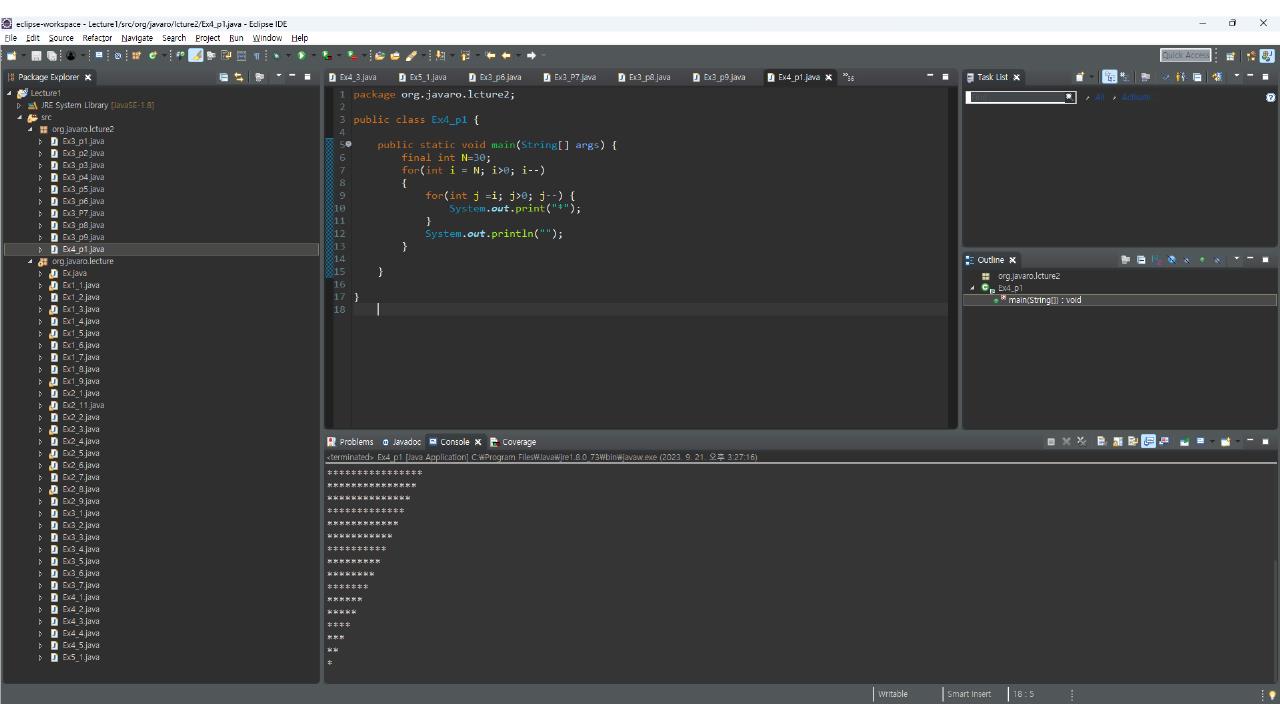 eclipse-workspace - Lecture1/src/org/javaro/lcture2/Ex4_p1.java - Eclipse IDE
File Edit Source Refactor Navigate Search Project Run Window Help
Quick Access
Package Explorer
Lecture1
JRE System Library [JavaSE-1.8]
src
org.javaro.lcture2
Ex3_p1.java
Ex3_p2.java
Ex3_p3.java
Ex3_p4.java
Ex3_p5.java
Ex3_p6.java
Ex3_P7.java
Ex3_p8.java
Ex3_p9.java
Ex4_p1.java
org.javaro.lecture
Ex.java
Ex1_1.java
Ex1_2.java
Ex1_3.java
Ex1_4.java
Ex1_5.java
Ex1_6.java
Ex1_7.java
Ex1_8.java
Ex1_9.java
Ex2_1.java
Ex2_11.java
Ex2_2.java
Ex2_3.java
Ex2_4.java
Ex2_5.java
Ex2_6.java
Ex2_7.java
Ex2_8.java
Ex2_9.java
Ex3_1.java
Ex3_2.java
Ex3_3.java
Ex3_4.java
Ex3_5.java
Ex3_6.java
Ex3_7.java
Ex4_1.java
Ex4_2.java
Ex4_3.java
Ex4_4.java
Ex4_5.java
Ex5_1.java
Ex4_3.java Ex5_1.java Ex3_p6.java Ex3_P7.java Ex3_p8.java Ex3_p9.java Ex4_p1.java »36
1 package org.javaro.lcture2;
2
3 public class Ex4_p1 {
4
5 public static void main(String[] args) {
6 final int N=30;
7 for(int i = N; i>0; i--)
8 {
9 for(int j =i; j>0; j--) {
10 System.out.print("*");
11 }
12 System.out.println("");
13 }
14
15 }
16
17 }
18
Task List
Find
All Activate
Outline
org.javaro.lcture2
Ex4_p1
main(String[]) : void
Problems Javadoc Console Coverage
<terminated> Ex4_p1 [Java Application] C:₩Program Files₩Java₩jre1.8.0_73₩bin₩javaw.exe (2023. 9. 21. 오후 3:27:16)
****************
***************
**************
*************
************
***********
**********
*********
********
*******
******
*****
****
***
**
*
Writable Smart Insert 18 : 5